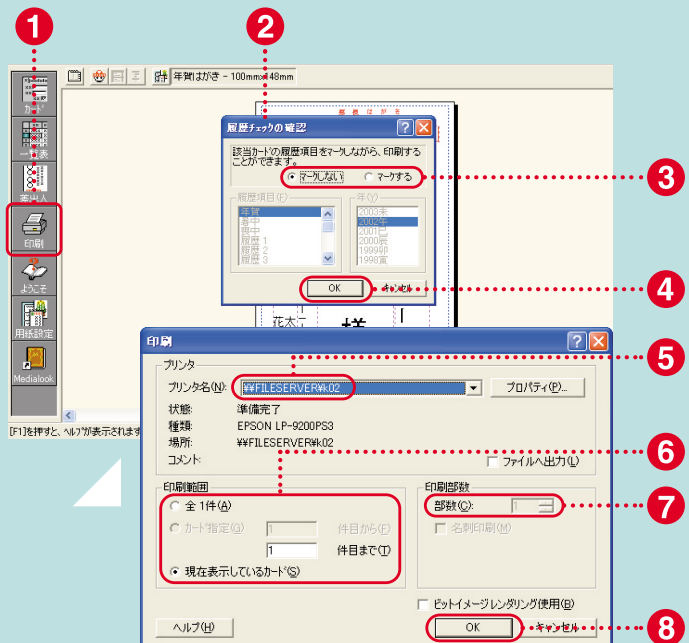 1
2
年賀はがき - 100mm×148mm
カード
一覧表
差出人
印刷
ようこそ
用紙設定
Medialook
[F1]を押すと、ヘルプが表示されます
郵便はがき
履歴チェックの確認
該当カードの履歴項目をマークしながら、印刷する
ことができます。
マークしない マークする
3
履歴項目(F) 年(Y)
年賀 2003未
暑中 2002午
喪中 2001巳
履歴 1 2000辰
履歴 2 1999卯
履歴 3 1998寅
OK キャンセル
4
花太
様
印刷
プリンタ
5
プリンタ名(N): ¥¥FILESERVER¥k02 プロパティ(P)...
状態: 準備完了
種類: EPSON LP-9200PS3
場所: ¥¥FILESERVER¥k02
コメント: ファイルへ出力(L)
6
印刷範囲 印刷部数
全 1件(A) 部数(C): 1
7
カード指定(G) 1 件目から(F) 名刺印刷(M)
1 件目まで(T)
現在表示しているカード(S)
ビットイメージレンダリング使用(B)
ヘルプ(H) OK キャンセル
8